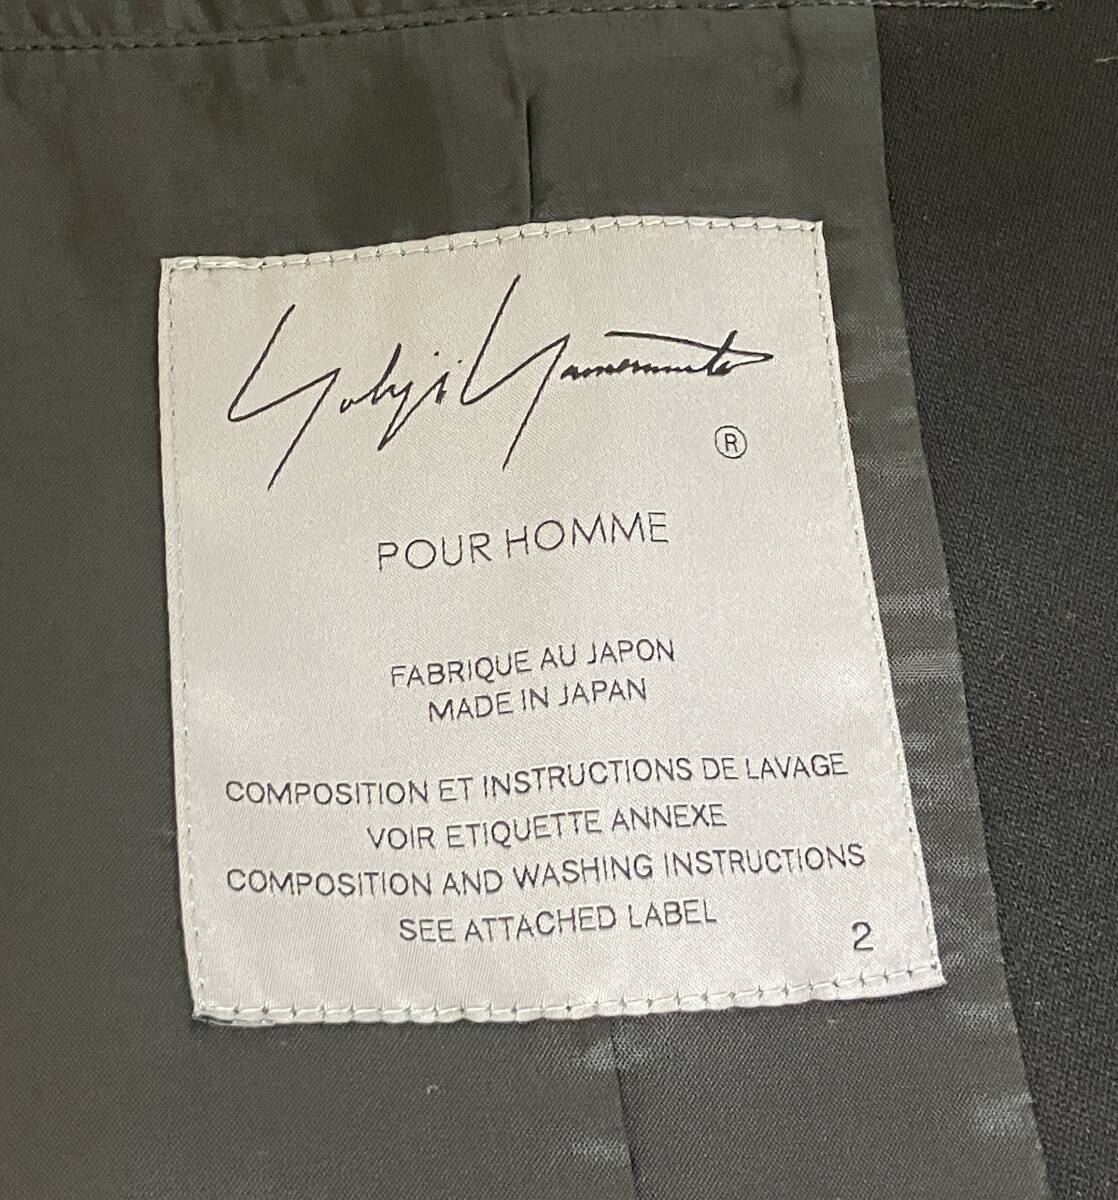 Yohji Yamamoto
®
POUR HOMME
FABRIQUE AU JAPON
MADE IN JAPAN
COMPOSITION ET INSTRUCTIONS DE LAVAGE
VOIR ETIQUETTE ANNEXE
COMPOSITION AND WASHING INSTRUCTIONS
SEE ATTACHED LABEL
2